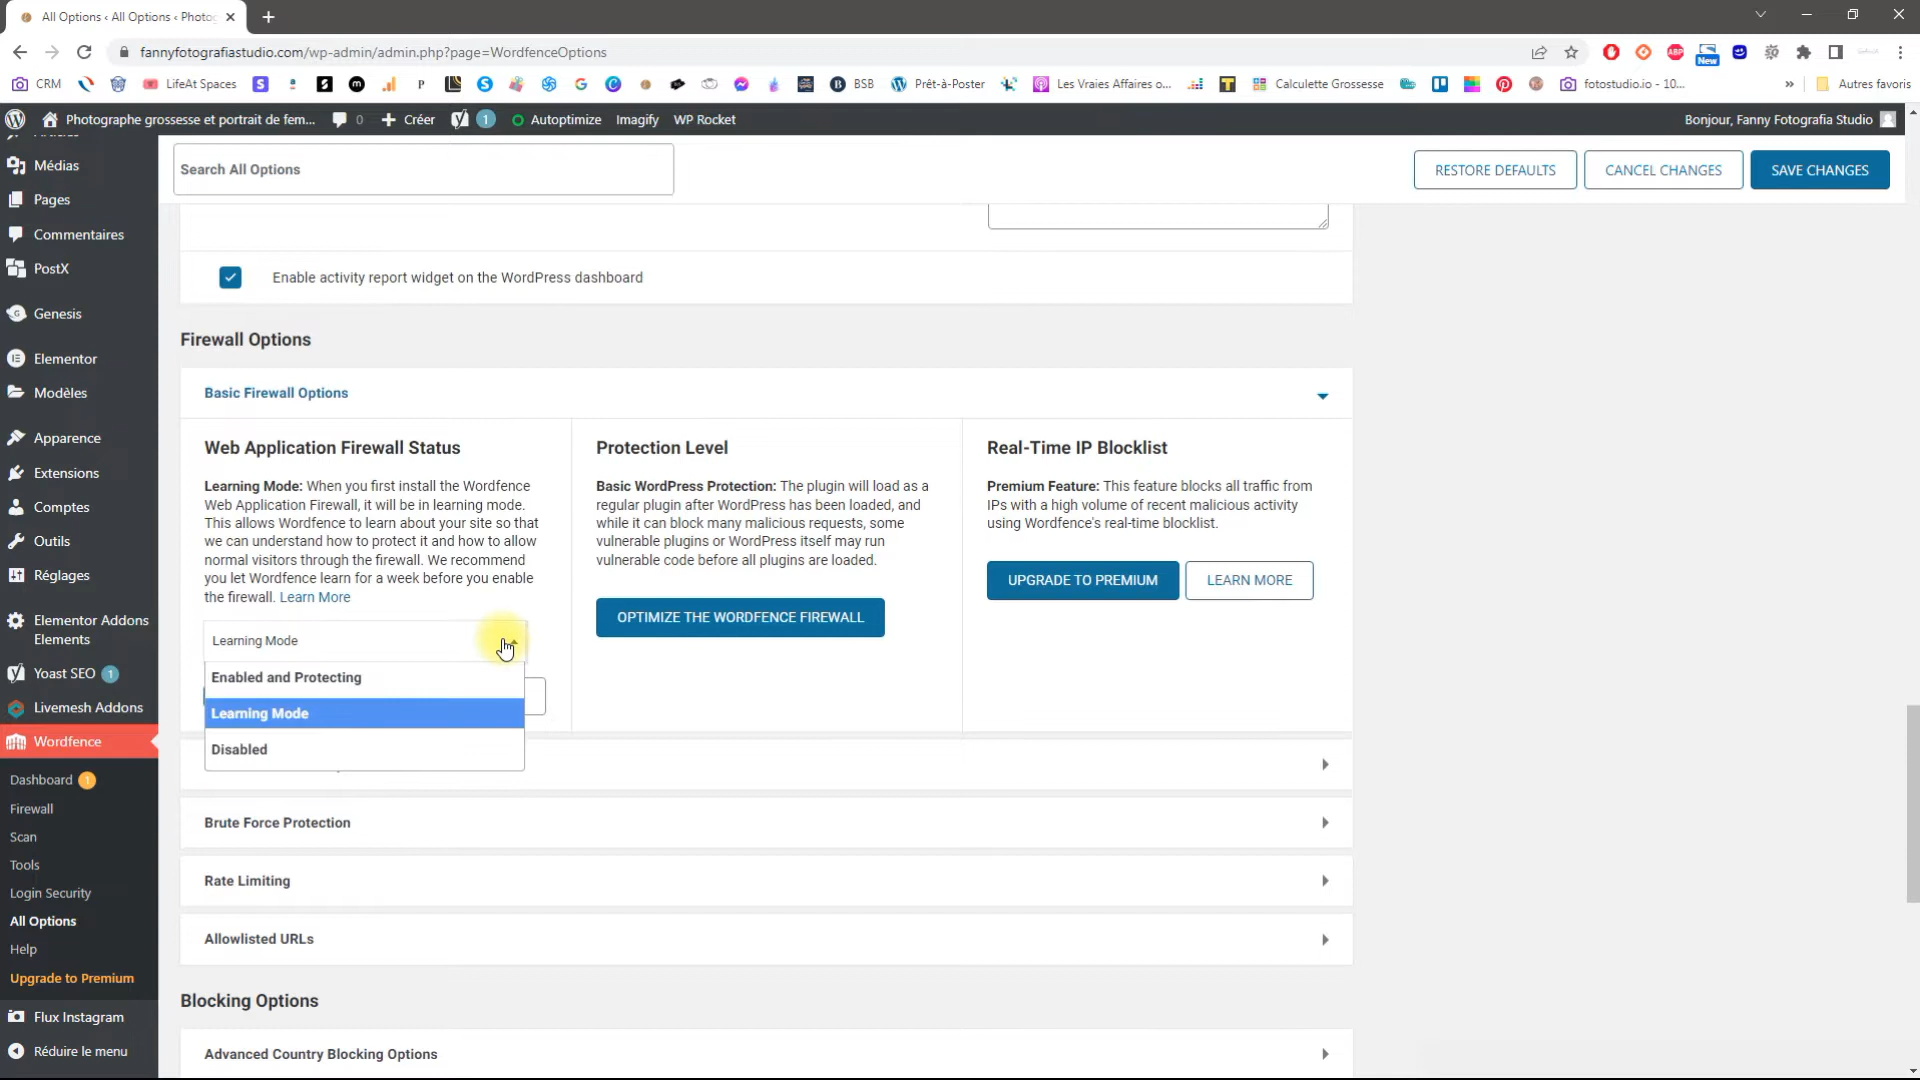 All Options ‹ All Options ‹ Photog
fannyfotografiastudio.com/wp-admin/admin.php?page=WordfenceOptions
New
CRM
LifeAt Spaces
BSB
Prêt-à-Poster
Les Vraies Affaires o...
Calculette Grossesse
fotostudio.io - 10...
Autres favoris
Photographe grossesse et portrait de fem...
0
Créer
1
Autoptimize
Imagify
WP Rocket
Bonjour, Fanny Fotografia Studio
Médias
Pages
Commentaires
PostX
Genesis
Elementor
Modèles
Apparence
Extensions
Comptes
Outils
Réglages
Elementor Addons
Elements
Yoast SEO 1
Livemesh Addons
Wordfence
Dashboard 1
Firewall
Scan
Tools
Login Security
All Options
Help
Upgrade to Premium
Flux Instagram
Réduire le menu
Search All Options
RESTORE DEFAULTS
CANCEL CHANGES
SAVE CHANGES
Enable activity report widget on the WordPress dashboard
Firewall Options
Basic Firewall Options
Web Application Firewall Status
Learning Mode: When you first install the Wordfence
Web Application Firewall, it will be in learning mode.
This allows Wordfence to learn about your site so that
we can understand how to protect it and how to allow
normal visitors through the firewall. We recommend
you let Wordfence learn for a week before you enable
the firewall. Learn More
Learning Mode
Enabled and Protecting
Learning Mode
Disabled
Protection Level
Basic WordPress Protection: The plugin will load as a
regular plugin after WordPress has been loaded, and
while it can block many malicious requests, some
vulnerable plugins or WordPress itself may run
vulnerable code before all plugins are loaded.
OPTIMIZE THE WORDFENCE FIREWALL
Real-Time IP Blocklist
Premium Feature: This feature blocks all traffic from
IPs with a high volume of recent malicious activity
using Wordfence's real-time blocklist.
UPGRADE TO PREMIUM
LEARN MORE
Brute Force Protection
Rate Limiting
Allowlisted URLs
Blocking Options
Advanced Country Blocking Options